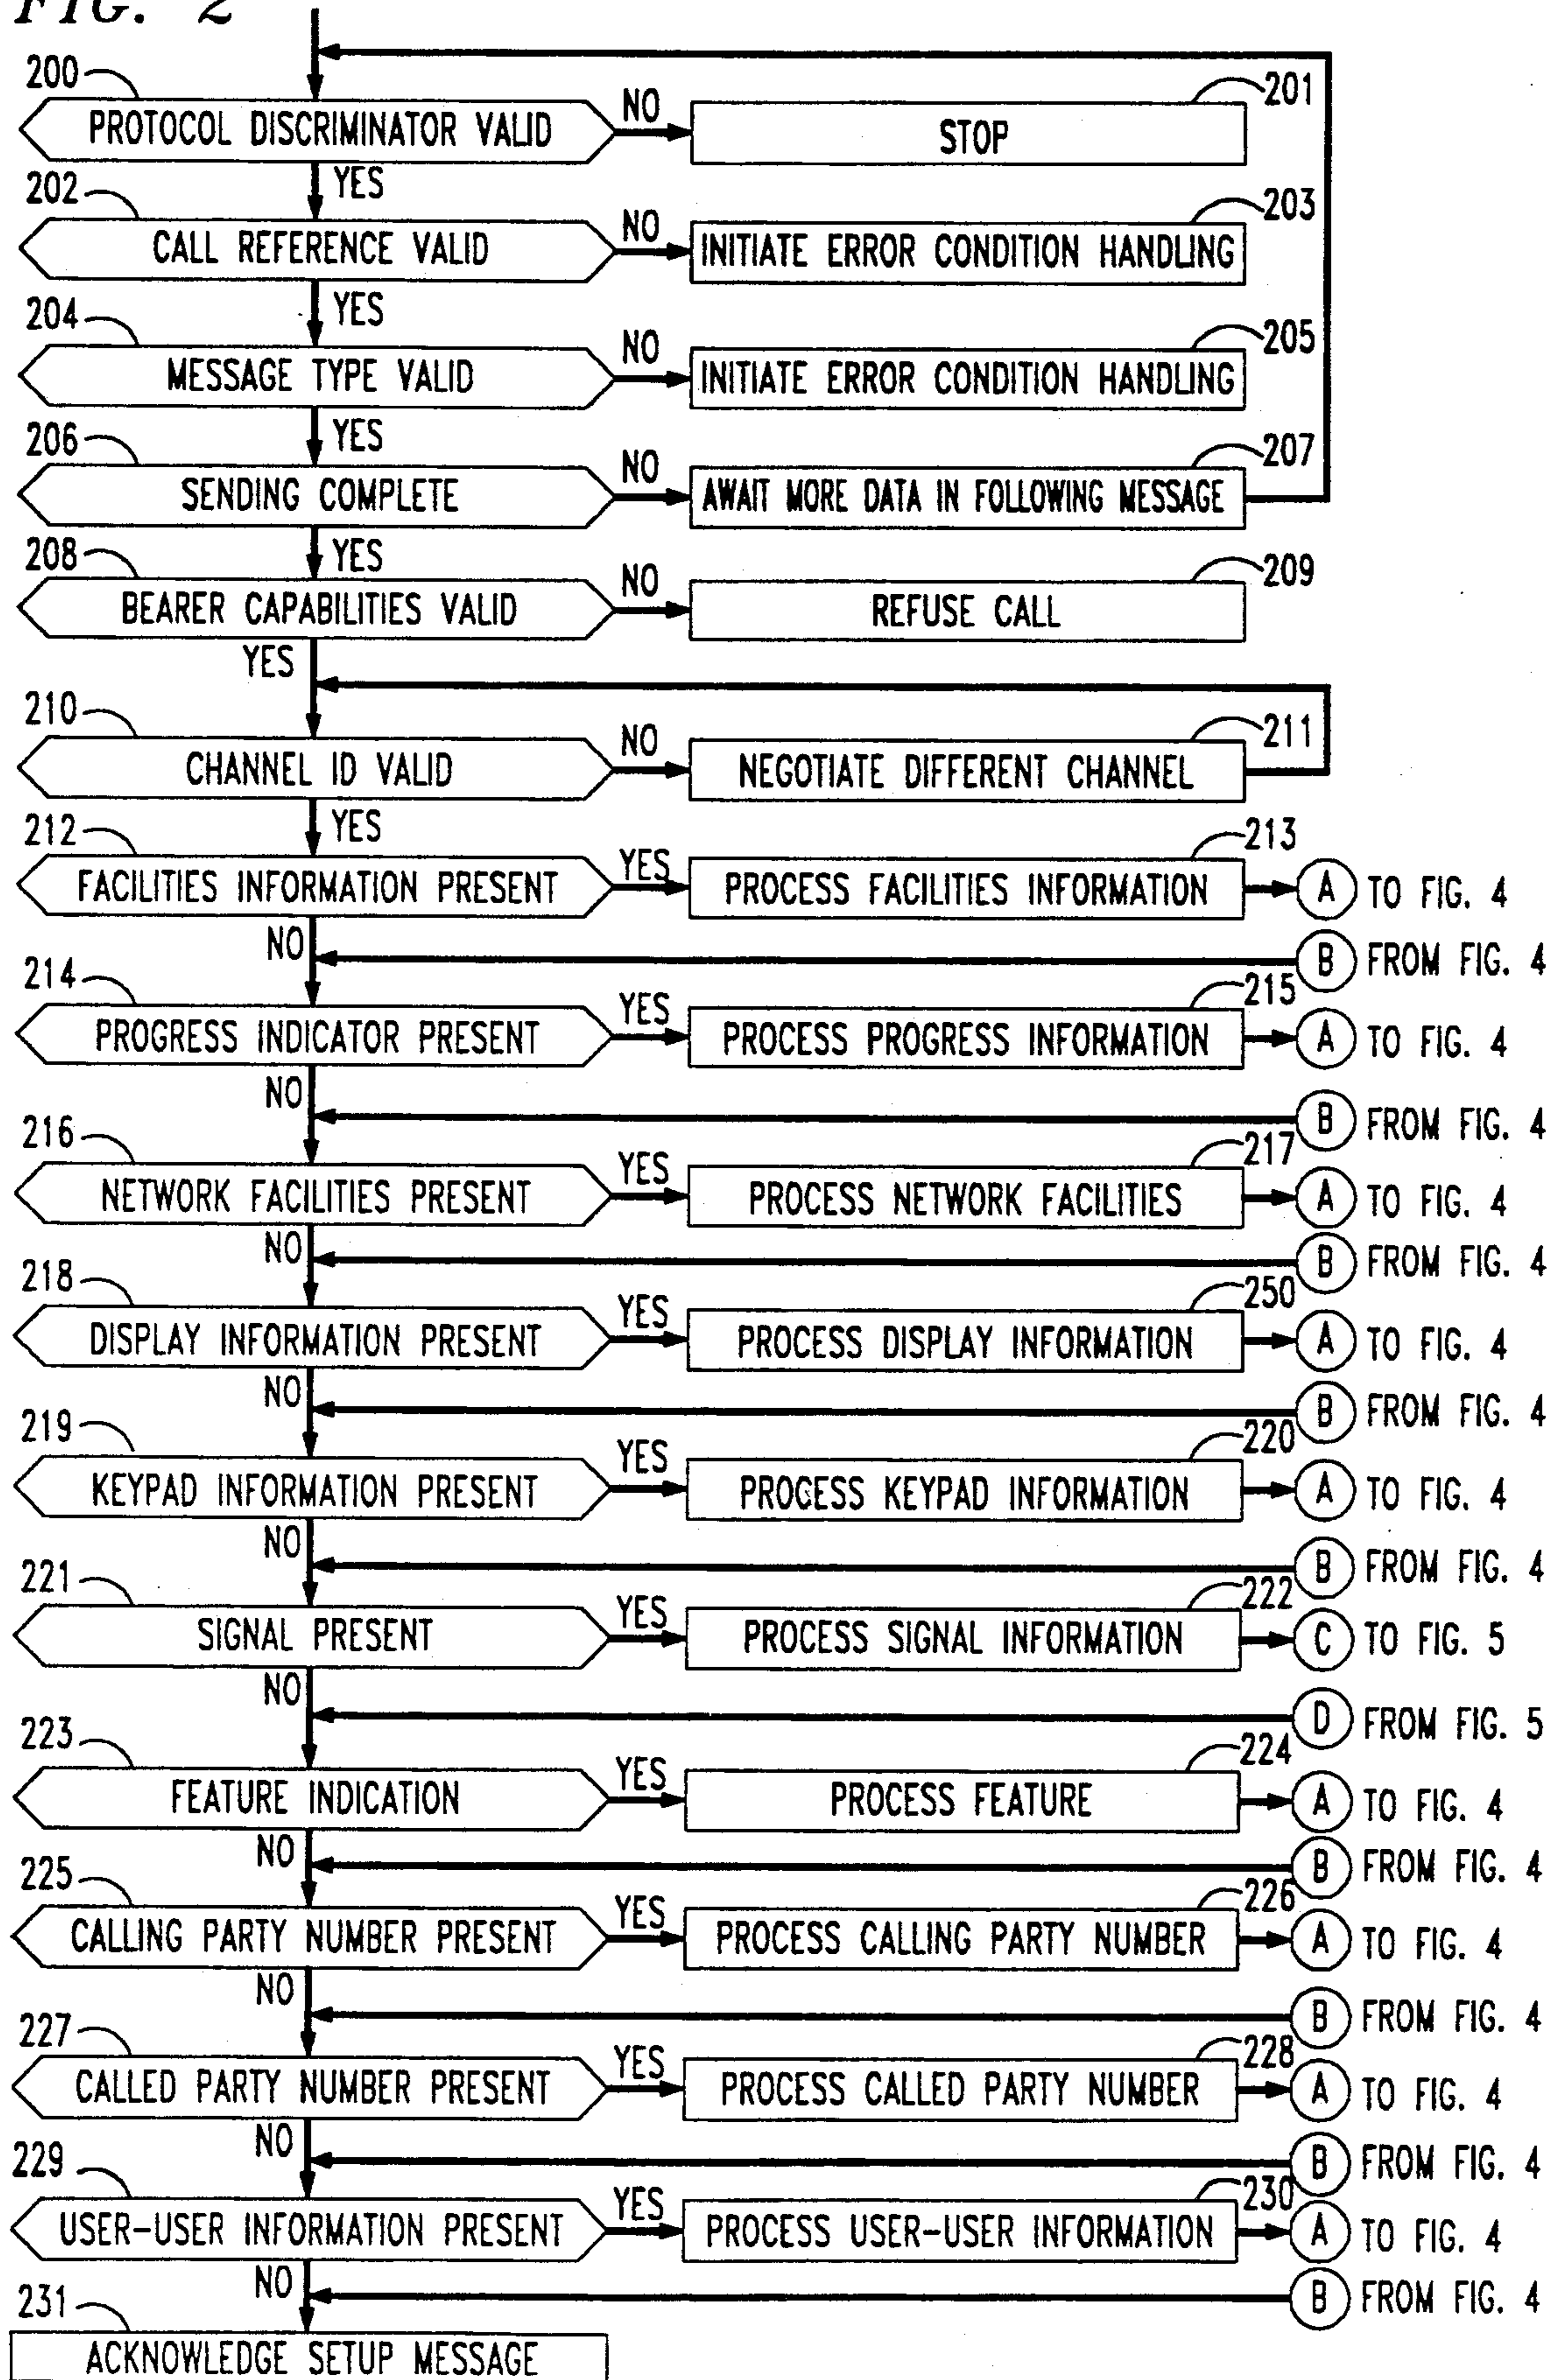 FIG. 2
200
PROTOCOL DISCRIMINATOR VALID
NO
201
STOP
YES
202
CALL REFERENCE VALID
NO
203
INITIATE ERROR CONDITION HANDLING
YES
204
MESSAGE TYPE VALID
NO
205
INITIATE ERROR CONDITION HANDLING
YES
206
SENDING COMPLETE
NO
207
AWAIT MORE DATA IN FOLLOWING MESSAGE
YES
208
BEARER CAPABILITIES VALID
NO
209
REFUSE CALL
YES
210
CHANNEL ID VALID
NO
211
NEGOTIATE DIFFERENT CHANNEL
YES
212
FACILITIES INFORMATION PRESENT
YES
213
PROCESS FACILITIES INFORMATION
A TO FIG. 4
NO
B FROM FIG. 4
214
PROGRESS INDICATOR PRESENT
YES
215
PROCESS PROGRESS INFORMATION
A TO FIG. 4
NO
B FROM FIG. 4
216
NETWORK FACILITIES PRESENT
YES
217
PROCESS NETWORK FACILITIES
A TO FIG. 4
NO
B FROM FIG. 4
218
DISPLAY INFORMATION PRESENT
YES
250
PROCESS DISPLAY INFORMATION
A TO FIG. 4
NO
B FROM FIG. 4
219
KEYPAD INFORMATION PRESENT
YES
220
PROCESS KEYPAD INFORMATION
A TO FIG. 4
NO
B FROM FIG. 4
221
SIGNAL PRESENT
YES
222
PROCESS SIGNAL INFORMATION
C TO FIG. 5
NO
D FROM FIG. 5
223
FEATURE INDICATION
YES
224
PROCESS FEATURE
A TO FIG. 4
NO
B FROM FIG. 4
225
CALLING PARTY NUMBER PRESENT
YES
226
PROCESS CALLING PARTY NUMBER
A TO FIG. 4
NO
B FROM FIG. 4
227
CALLED PARTY NUMBER PRESENT
YES
228
PROCESS CALLED PARTY NUMBER
A TO FIG. 4
NO
B FROM FIG. 4
229
USER-USER INFORMATION PRESENT
YES
230
PROCESS USER-USER INFORMATION
A TO FIG. 4
NO
B FROM FIG. 4
231
ACKNOWLEDGE SETUP MESSAGE